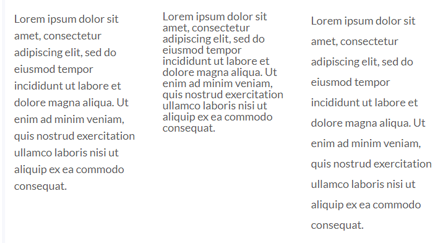 Lorem ipsum dolor sit
amet, consectetur
adipiscing elit, sed do
eiusmod tempor
incididunt ut labore et
dolore magna aliqua. Ut
enim ad minim veniam,
quis nostrud exercitation
ullamco laboris nisi ut
aliquip ex ea commodo
consequat.
Lorem ipsum dolor sit
amet, consectetur
adipiscing elit, sed do
eiusmod tempor
incididunt ut labore et
dolore magna aliqua. Ut
enim ad minim veniam,
quis nostrud exercitation
ullamco laboris nisi ut
aliquip ex ea commodo
consequat.
Lorem ipsum dolor sit
amet, consectetur
adipiscing elit, sed do
eiusmod tempor
incididunt ut labore et
dolore magna aliqua. Ut
enim ad minim veniam,
quis nostrud exercitation
ullamco laboris nisi ut
aliquip ex ea commodo
consequat.